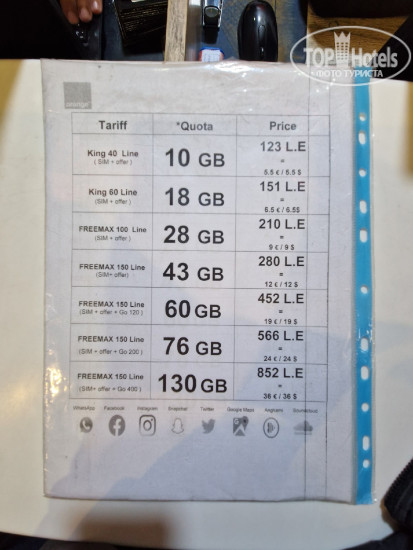 TOPHotels
ФОТО ТУРИСТА
orange
Tariff *Quota Price
King 40 Line
( SIM + offer )
10 GB
123 L.E
=
5.5 € / 5.5 $
King 60 Line
(SIM + offer)
18 GB
151 L.E
=
6.5 € / 6.5$
FREEMAX 100 Line
(SIM + offer)
28 GB
210 L.E
=
9 € / 9 $
FREEMAX 150 Line
(SIM+ offer)
43 GB
280 L.E
=
12 € / 12 $
FREEMAX 150 Line
(SIM + offer + Go 120 )
60 GB
452 L.E
=
19 € / 19 $
FREEMAX 150 Line
(SIM + offer + Go 200 )
76 GB
566 L.E
=
24 € / 24 $
FREEMAX 150 Line
(SIM+ offer + Go 400)
130 GB
852 L.E
=
36 € / 36 $
WhatsApp Facebook Instagram Snapchat Twitter Google Maps Anghami Soundcloud